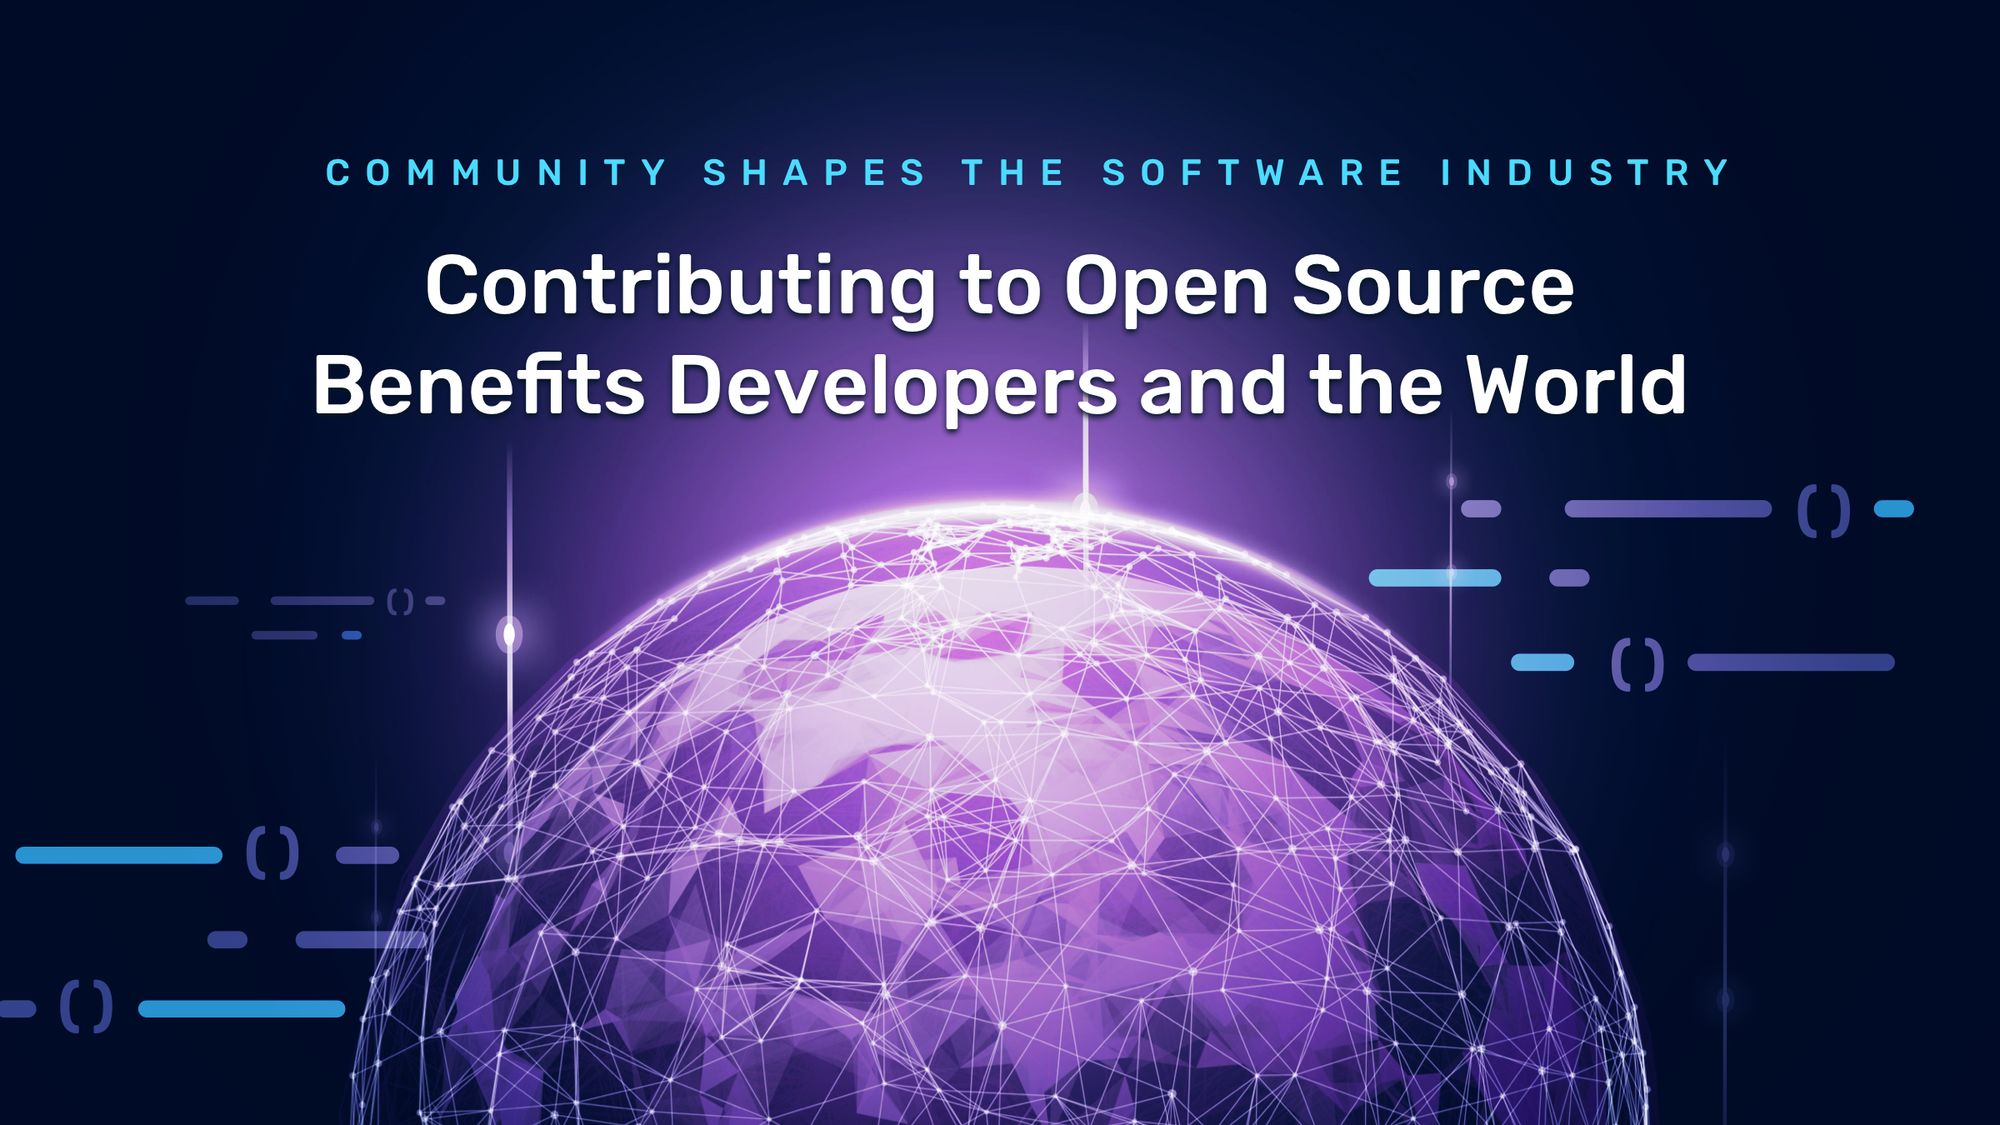 COMMUNITY SHAPES THE SOFTWARE INDUSTRY
Contributing to Open Source
Benefits Developers and the World